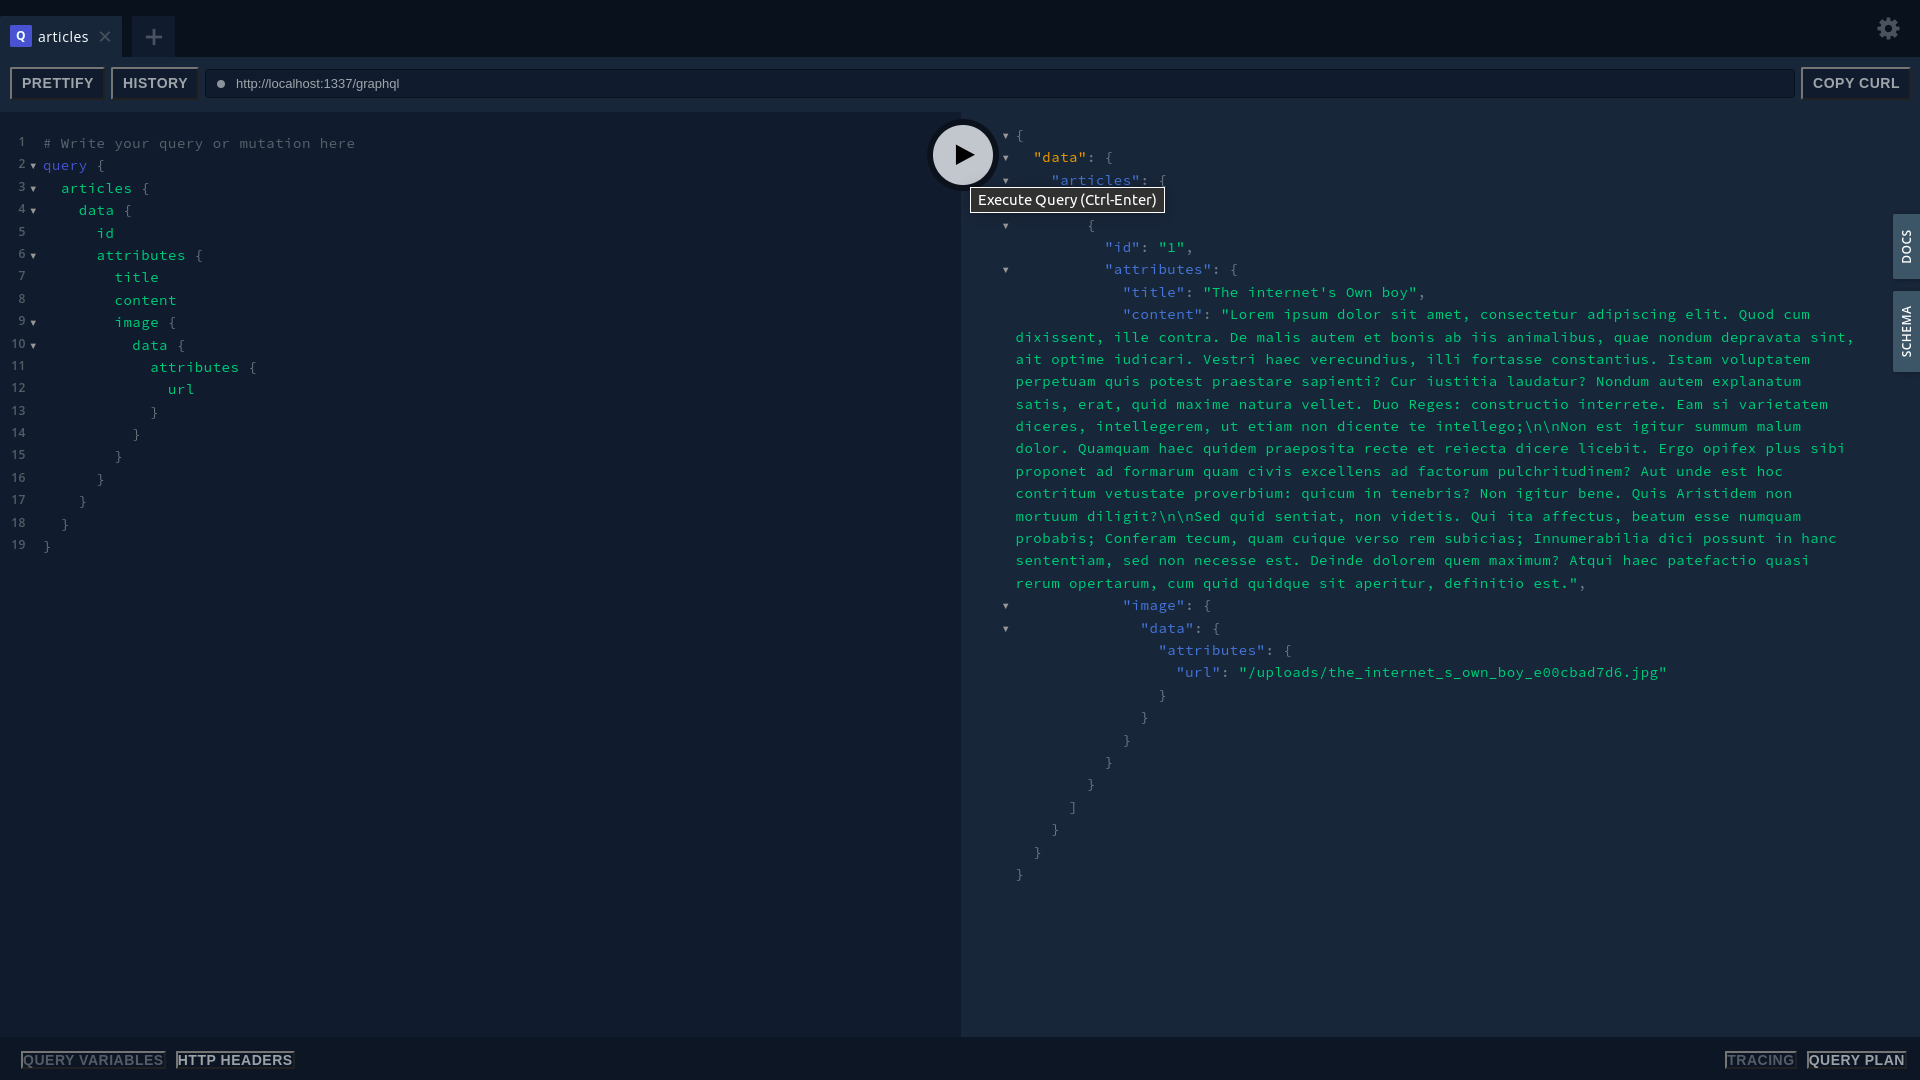 Q articles
PRETTIFY HISTORY http://localhost:1337/graphql COPY CURL
1 # Write your query or mutation here
2 query {
3 articles {
4 data {
5 id
6 attributes {
7 title
8 content
9 image {
10 data {
11 attributes {
12 url
13 }
14 }
15 }
16 }
17 }
18 }
19 }
{
"data": {
"articles": {
Execute Query (Ctrl-Enter)
{
"id": "1",
"attributes": {
"title": "The internet's Own boy",
"content": "Lorem ipsum dolor sit amet, consectetur adipiscing elit. Quod cum
dixissent, ille contra. De malis autem et bonis ab iis animalibus, quae nondum depravata sint,
ait optime iudicari. Vestri haec verecundius, illi fortasse constantius. Istam voluptatem
perpetuam quis potest praestare sapienti? Cur iustitia laudatur? Nondum autem explanatum
satis, erat, quid maxime natura vellet. Duo Reges: constructio interrete. Eam si varietatem
diceres, intellegerem, ut etiam non dicente te intellego;\n\nNon est igitur summum malum
dolor. Quamquam haec quidem praeposita recte et reiecta dicere licebit. Ergo opifex plus sibi
proponet ad formarum quam civis excellens ad factorum pulchritudinem? Aut unde est hoc
contritum vetustate proverbium: quicum in tenebris? Non igitur bene. Quis Aristidem non
mortuum diligit?\n\nSed quid sentiat, non videtis. Qui ita affectus, beatum esse numquam
probabis; Conferam tecum, quam cuique verso rem subicias; Innumerabilia dici possunt in hanc
sententiam, sed non necesse est. Deinde dolorem quem maximum? Atqui haec patefactio quasi
rerum opertarum, cum quid quidque sit aperitur, definitio est.",
"image": {
"data": {
"attributes": {
"url": "/uploads/the_internet_s_own_boy_e00cbad7d6.jpg"
}
}
}
}
}
]
}
}
}
DOCS
SCHEMA
QUERY VARIABLES HTTP HEADERS TRACING QUERY PLAN